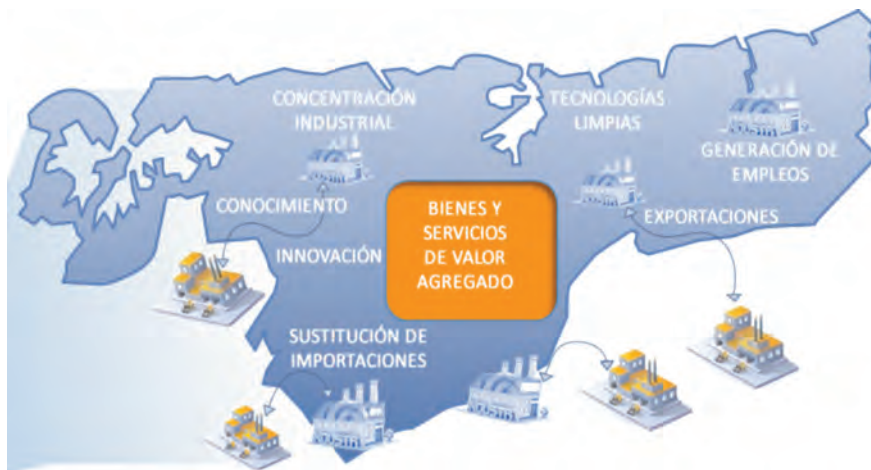 CONCENTRACIÓN
INDUSTRIAL
TECNOLOGÍAS
LIMPIAS
GENERACIÓN DE
EMPLEOS
CONOCIMIENTO
BIENES Y
SERVICIOS
DE VALOR
AGREGADO
EXPORTACIONES
INNOVACIÓN
SUSTITUCIÓN DE
IMPORTACIONES